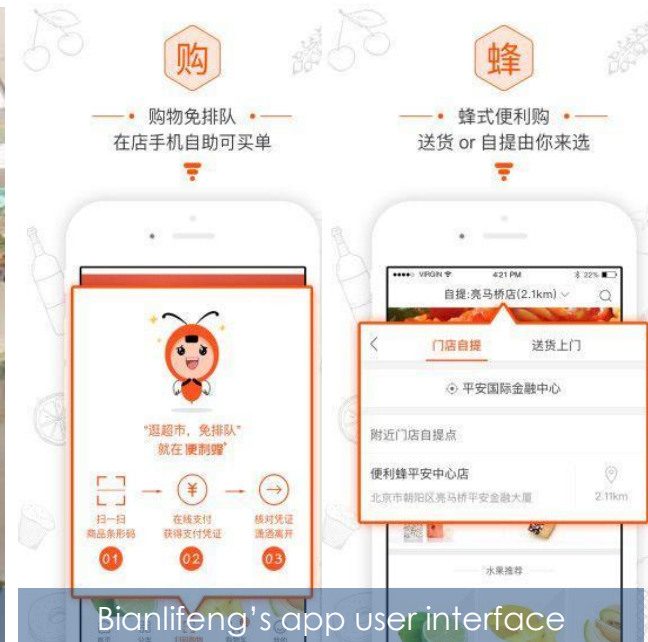 购
购物免排队
在店手机自助可买单
“逛超市，免排队”
就在便利蜂
扫一扫
商品条形码
01
在线支付
获得支付凭证
02
核对凭证
潇洒离开
03
蜂
蜂式便利购
送货 or 自提由你来选
VIRGIN
4:21 PM
22%
自提:亮马桥店(2.1km)
门店自提
送货上门
平安国际金融中心
附近门店自提点
便利蜂平安中心店
北京市朝阳区亮马桥平安金融大厦
2.11km
水果推荐
Bianlifeng’s app user interface